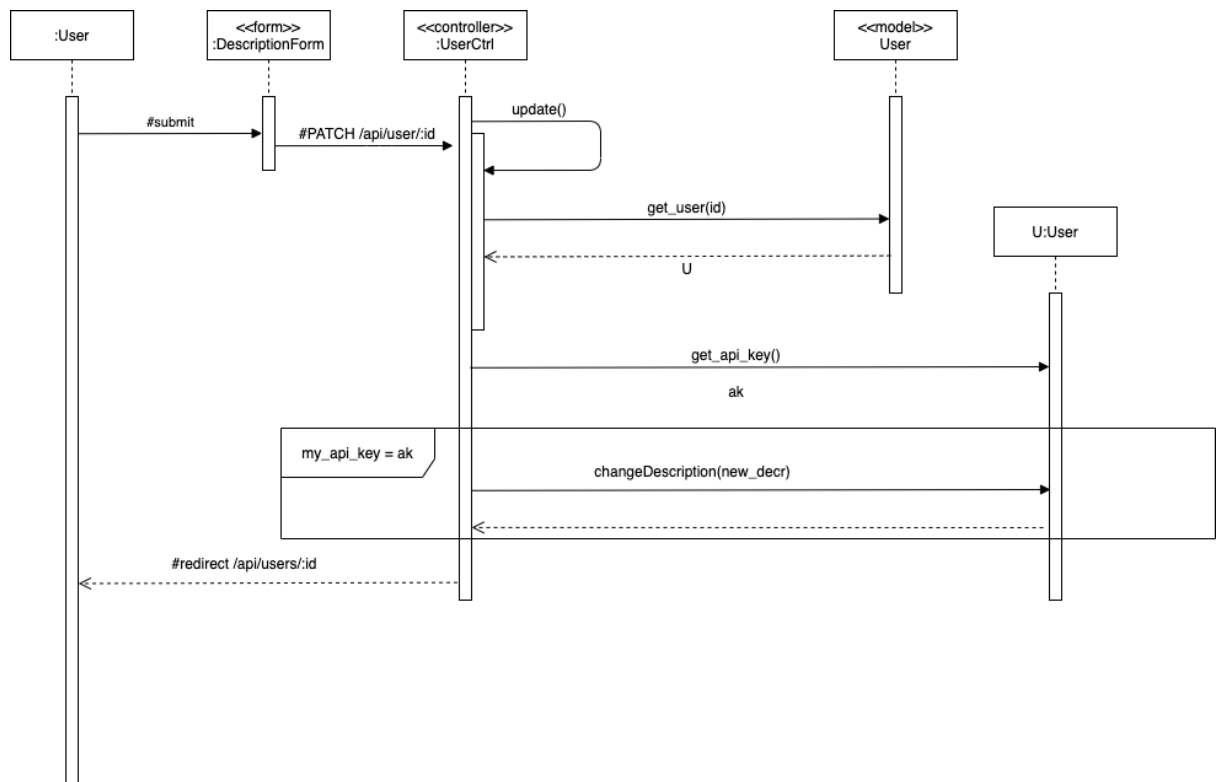 :User
<<form>>
:DescriptionForm
<<controller>>
:UserCtrl
<<model>>
User
#submit
#PATCH /api/user/:id
update()
get_user(id)
U
U:User
get_api_key()
ak
my_api_key = ak
changeDescription(new_decr)
#redirect /api/users/:id